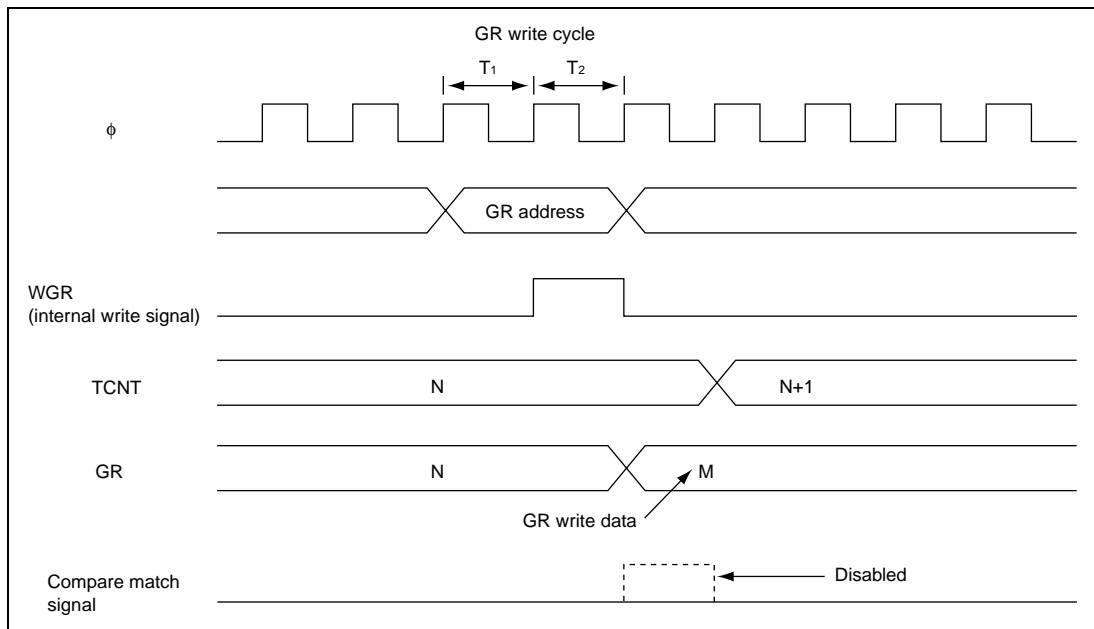 GR write cycle
T1 T2
ϕ
GR address
WGR
(internal write signal)
TCNT N N+1
GR N M
GR write data
Compare match
signal
Disabled